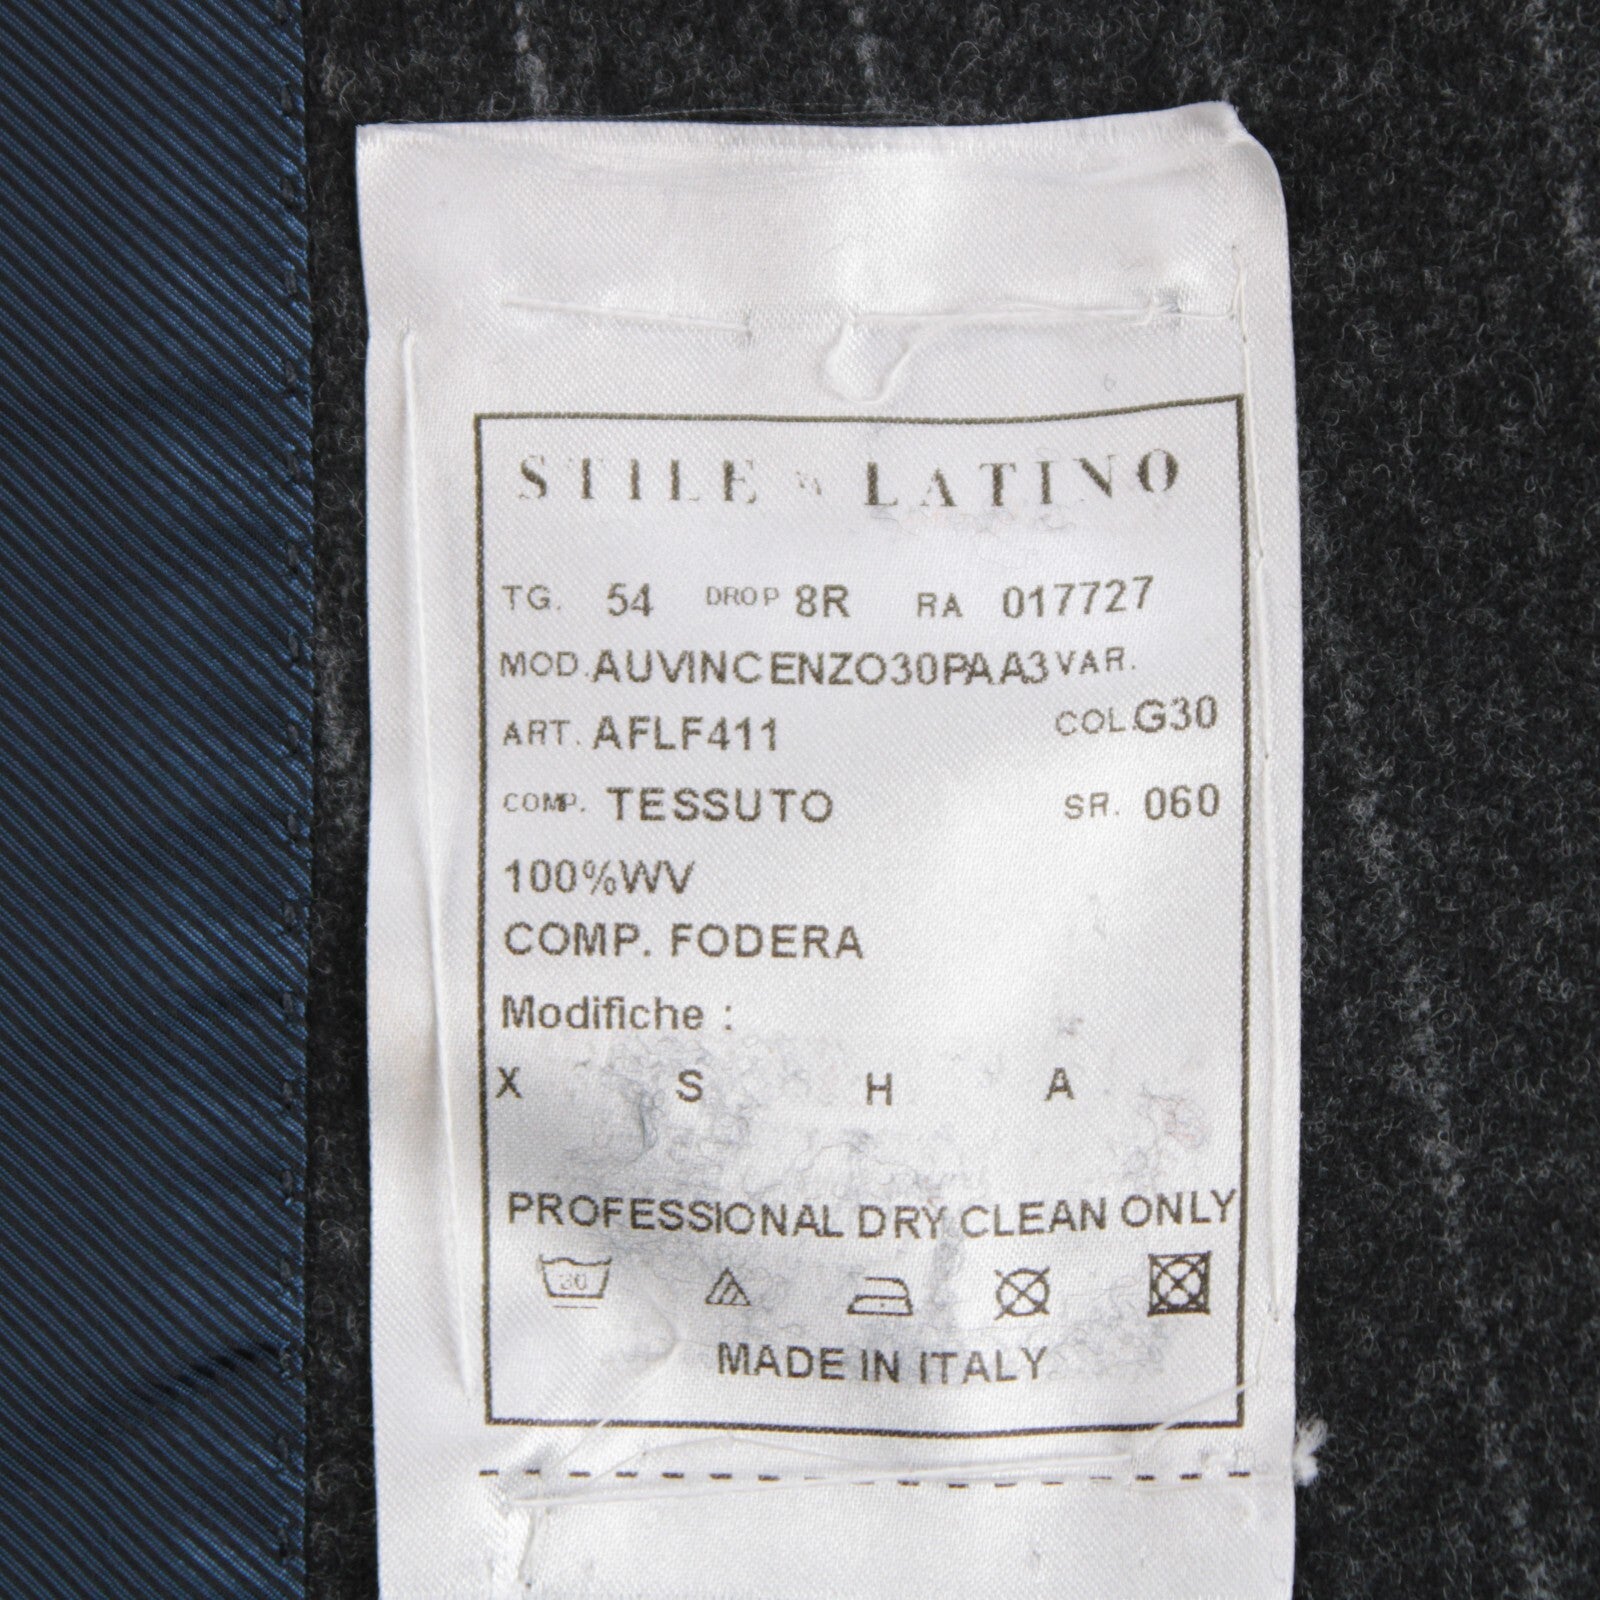 STILE LATINO
TG. 54 DROP 8R RA 017727
MOD. AUVINCENZO30PAA3 VAR.
ART. AFLF411 COL. G30
COMP. TESSUTO SR. 060
100%WV
COMP. FODERA
Modifiche :
X S H A
PROFESSIONAL DRY CLEAN ONLY
30
MADE IN ITALY